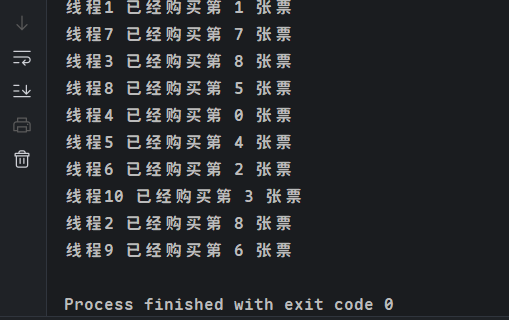 线程1 已经购买第 1 张票
线程7 已经购买第 7 张票
线程3 已经购买第 8 张票
线程8 已经购买第 5 张票
线程4 已经购买第 0 张票
线程5 已经购买第 4 张票
线程6 已经购买第 2 张票
线程10 已经购买第 3 张票
线程2 已经购买第 8 张票
线程9 已经购买第 6 张票
Process finished with exit code 0